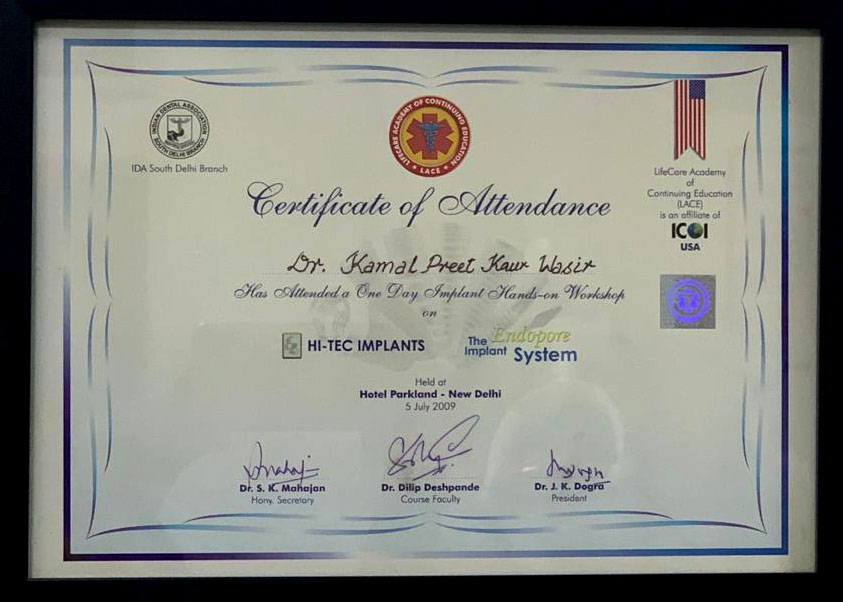 INDIAN DENTAL ASSOCIATION
SOUTH DELHI BRANCH
IDA South Delhi Branch
LIFECARE ACADEMY OF CONTINUING EDUCATION
LACE
LifeCare Academy
of
Continuing Education
(LACE)
is an affiliate of
ICOI
USA
Certificate of Attendance
Dr. Kamal Preet Kaur Wasir
Has Attended a One Day Implant Hands-on Workshop
on
HI-TEC IMPLANTS
The Endopore
Implant System
Held at
Hotel Parkland - New Delhi
5 July 2009
Dr. S. K. Mahajan
Hony. Secretary
Dr. Dilip Deshpande
Course Faculty
Dr. J. K. Dogra
President